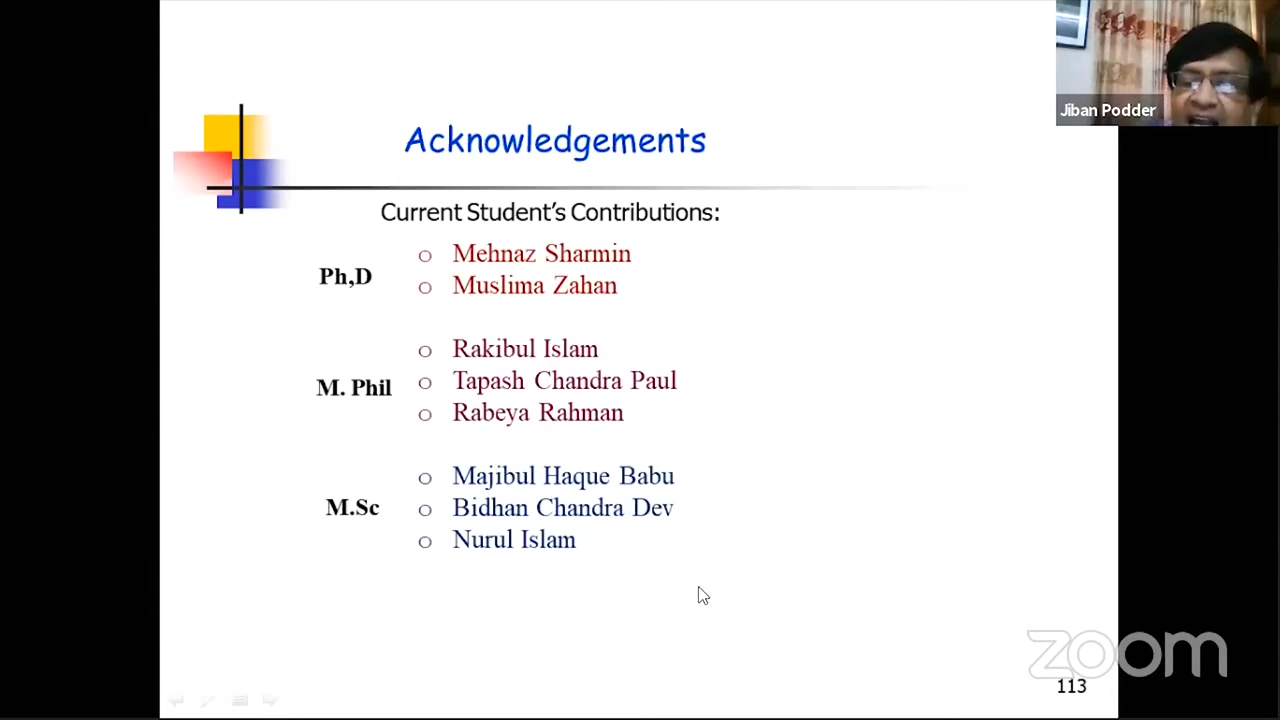 Jiban Podder
Acknowledgements
Current Student's Contributions:
Ph,D
o Mehnaz Sharmin
o Muslima Zahan
M. Phil
o Rakibul Islam
o Tapash Chandra Paul
o Rabeya Rahman
M.Sc
o Majibul Haque Babu
o Bidhan Chandra Dev
o Nurul Islam
zoom
113